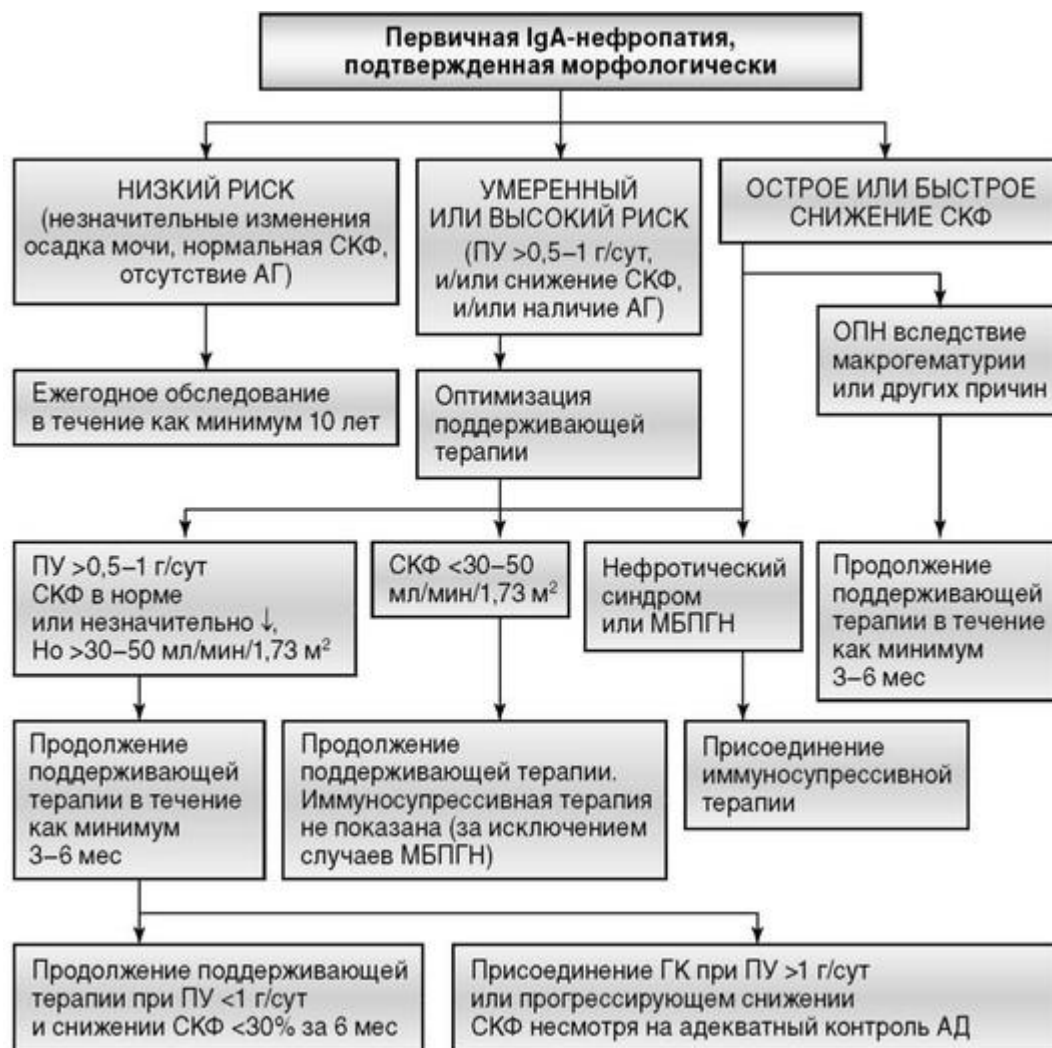 Первичная IgA-нефропатия,
подтвержденная морфологически
НИЗКИЙ РИСК
(незначительные изменения
осадка мочи, нормальная СКФ,
отсутствие АГ)
УМЕРЕННЫЙ
ИЛИ ВЫСОКИЙ РИСК
(ПУ >0,5–1 г/сут,
и/или снижение СКФ,
и/или наличие АГ)
ОСТРОЕ ИЛИ БЫСТРОЕ
СНИЖЕНИЕ СКФ
Ежегодное обследование
в течение как минимум 10 лет
Оптимизация
поддерживающей
терапии
ОПН вследствие
макрогематурии
или других причин
ПУ >0,5–1 г/сут
СКФ в норме
или незначительно ↓,
Но >30–50 мл/мин/1,73 м²
СКФ <30–50
мл/мин/1,73 м²
Нефротический
синдром
или МБПГН
Продолжение
поддерживающей
терапии в течение
как минимум
3–6 мес
Продолжение
поддерживающей
терапии в течение
как минимум
3–6 мес
Продолжение
поддерживающей терапии.
Иммуносупрессивная терапия
не показана (за исключением
случаев МБПГН)
Присоединение
иммуносупрессивной
терапии
Продолжение поддерживающей
терапии при ПУ <1 г/сут
и снижении СКФ <30% за 6 мес
Присоединение ГК при ПУ >1 г/сут
или прогрессирующем снижении
СКФ несмотря на адекватный контроль АД